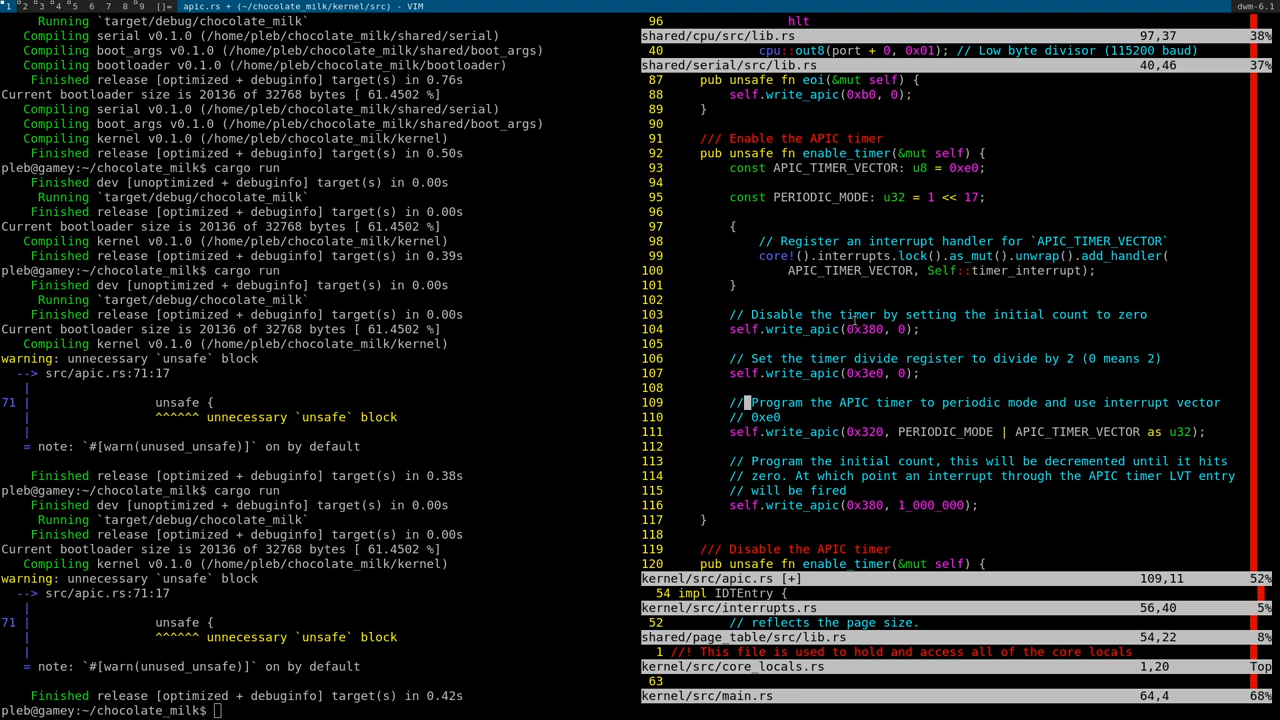 1 2 3 4 5 6 7 8 9 []= apic.rs + (~/chocolate_milk/kernel/src) - VIM dwm-6.1
Running `target/debug/chocolate_milk`
Compiling serial v0.1.0 (/home/pleb/chocolate_milk/shared/serial)
Compiling boot_args v0.1.0 (/home/pleb/chocolate_milk/shared/boot_args)
Compiling bootloader v0.1.0 (/home/pleb/chocolate_milk/bootloader)
Finished release [optimized + debuginfo] target(s) in 0.76s
Current bootloader size is 20136 of 32768 bytes [ 61.4502 %]
Compiling serial v0.1.0 (/home/pleb/chocolate_milk/shared/serial)
Compiling boot_args v0.1.0 (/home/pleb/chocolate_milk/shared/boot_args)
Compiling kernel v0.1.0 (/home/pleb/chocolate_milk/kernel)
Finished release [optimized + debuginfo] target(s) in 0.50s
pleb@gamey:~/chocolate_milk$ cargo run
Finished dev [unoptimized + debuginfo] target(s) in 0.00s
Running `target/debug/chocolate_milk`
Finished release [optimized + debuginfo] target(s) in 0.00s
Current bootloader size is 20136 of 32768 bytes [ 61.4502 %]
Compiling kernel v0.1.0 (/home/pleb/chocolate_milk/kernel)
Finished release [optimized + debuginfo] target(s) in 0.39s
pleb@gamey:~/chocolate_milk$ cargo run
Finished dev [unoptimized + debuginfo] target(s) in 0.00s
Running `target/debug/chocolate_milk`
Finished release [optimized + debuginfo] target(s) in 0.00s
Current bootloader size is 20136 of 32768 bytes [ 61.4502 %]
Compiling kernel v0.1.0 (/home/pleb/chocolate_milk/kernel)
warning: unnecessary `unsafe` block
--> src/apic.rs:71:17
|
71 | unsafe {
| ^^^^^^ unnecessary `unsafe` block
|
= note: `#[warn(unused_unsafe)]` on by default
Finished release [optimized + debuginfo] target(s) in 0.38s
pleb@gamey:~/chocolate_milk$ cargo run
Finished dev [unoptimized + debuginfo] target(s) in 0.00s
Running `target/debug/chocolate_milk`
Finished release [optimized + debuginfo] target(s) in 0.00s
Current bootloader size is 20136 of 32768 bytes [ 61.4502 %]
Compiling kernel v0.1.0 (/home/pleb/chocolate_milk/kernel)
warning: unnecessary `unsafe` block
--> src/apic.rs:71:17
|
71 | unsafe {
| ^^^^^^ unnecessary `unsafe` block
|
= note: `#[warn(unused_unsafe)]` on by default
Finished release [optimized + debuginfo] target(s) in 0.42s
pleb@gamey:~/chocolate_milk$
96 hlt
shared/cpu/src/lib.rs 97,37 38%
40 cpu::out8(port + 0, 0x01); // Low byte divisor (115200 baud)
shared/serial/src/lib.rs 40,46 37%
87 pub unsafe fn eoi(&mut self) {
88 self.write_apic(0xb0, 0);
89 }
90
91 /// Enable the APIC timer
92 pub unsafe fn enable_timer(&mut self) {
93 const APIC_TIMER_VECTOR: u8 = 0xe0;
94
95 const PERIODIC_MODE: u32 = 1 << 17;
96
97 {
98 // Register an interrupt handler for `APIC_TIMER_VECTOR`
99 core!().interrupts.lock().as_mut().unwrap().add_handler(
100 APIC_TIMER_VECTOR, Self::timer_interrupt);
101 }
102
103 // Disable the timer by setting the initial count to zero
104 self.write_apic(0x380, 0);
105
106 // Set the timer divide register to divide by 2 (0 means 2)
107 self.write_apic(0x3e0, 0);
108
109 // Program the APIC timer to periodic mode and use interrupt vector
110 // 0xe0
111 self.write_apic(0x320, PERIODIC_MODE | APIC_TIMER_VECTOR as u32);
112
113 // Program the initial count, this will be decremented until it hits
114 // zero. At which point an interrupt through the APIC timer LVT entry
115 // will be fired
116 self.write_apic(0x380, 1_000_000);
117 }
118
119 /// Disable the APIC timer
120 pub unsafe fn enable_timer(&mut self) {
kernel/src/apic.rs [+] 109,11 52%
54 impl IDTEntry {
kernel/src/interrupts.rs 56,40 5%
52 // reflects the page size.
shared/page_table/src/lib.rs 54,22 8%
1 //! This file is used to hold and access all of the core locals
kernel/src/core_locals.rs 1,20 Top
63
kernel/src/main.rs 64,4 68%